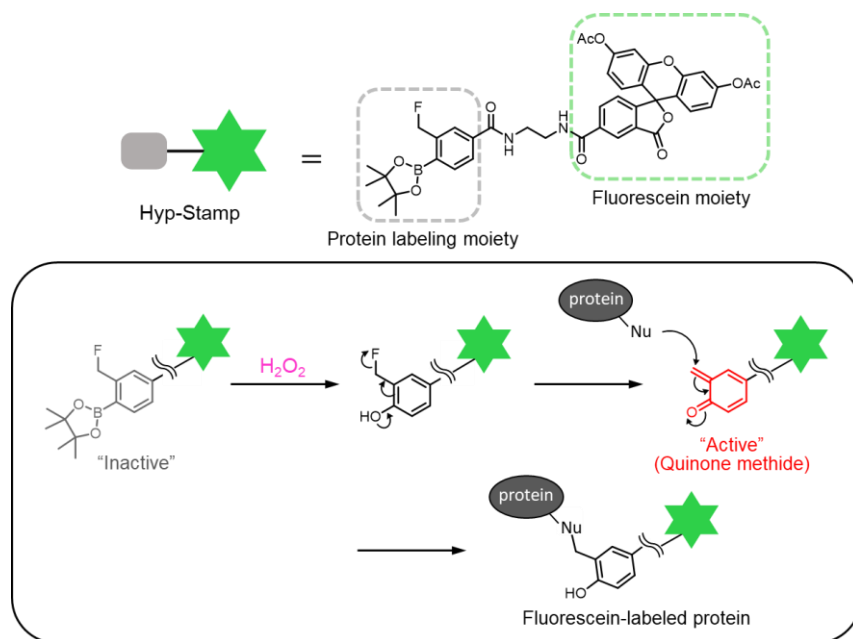 AcO
O
OAc
F
O
H
N
O
O
N
H
O
O
O
B
O
=
Hyp-Stamp
Fluorescein moiety
Protein labeling moiety
protein
Nu
F
H₂O₂
F
O
B
O
HO
O
"Inactive"
"Active"
(Quinone methide)
protein
Nu
HO
Fluorescein-labeled protein